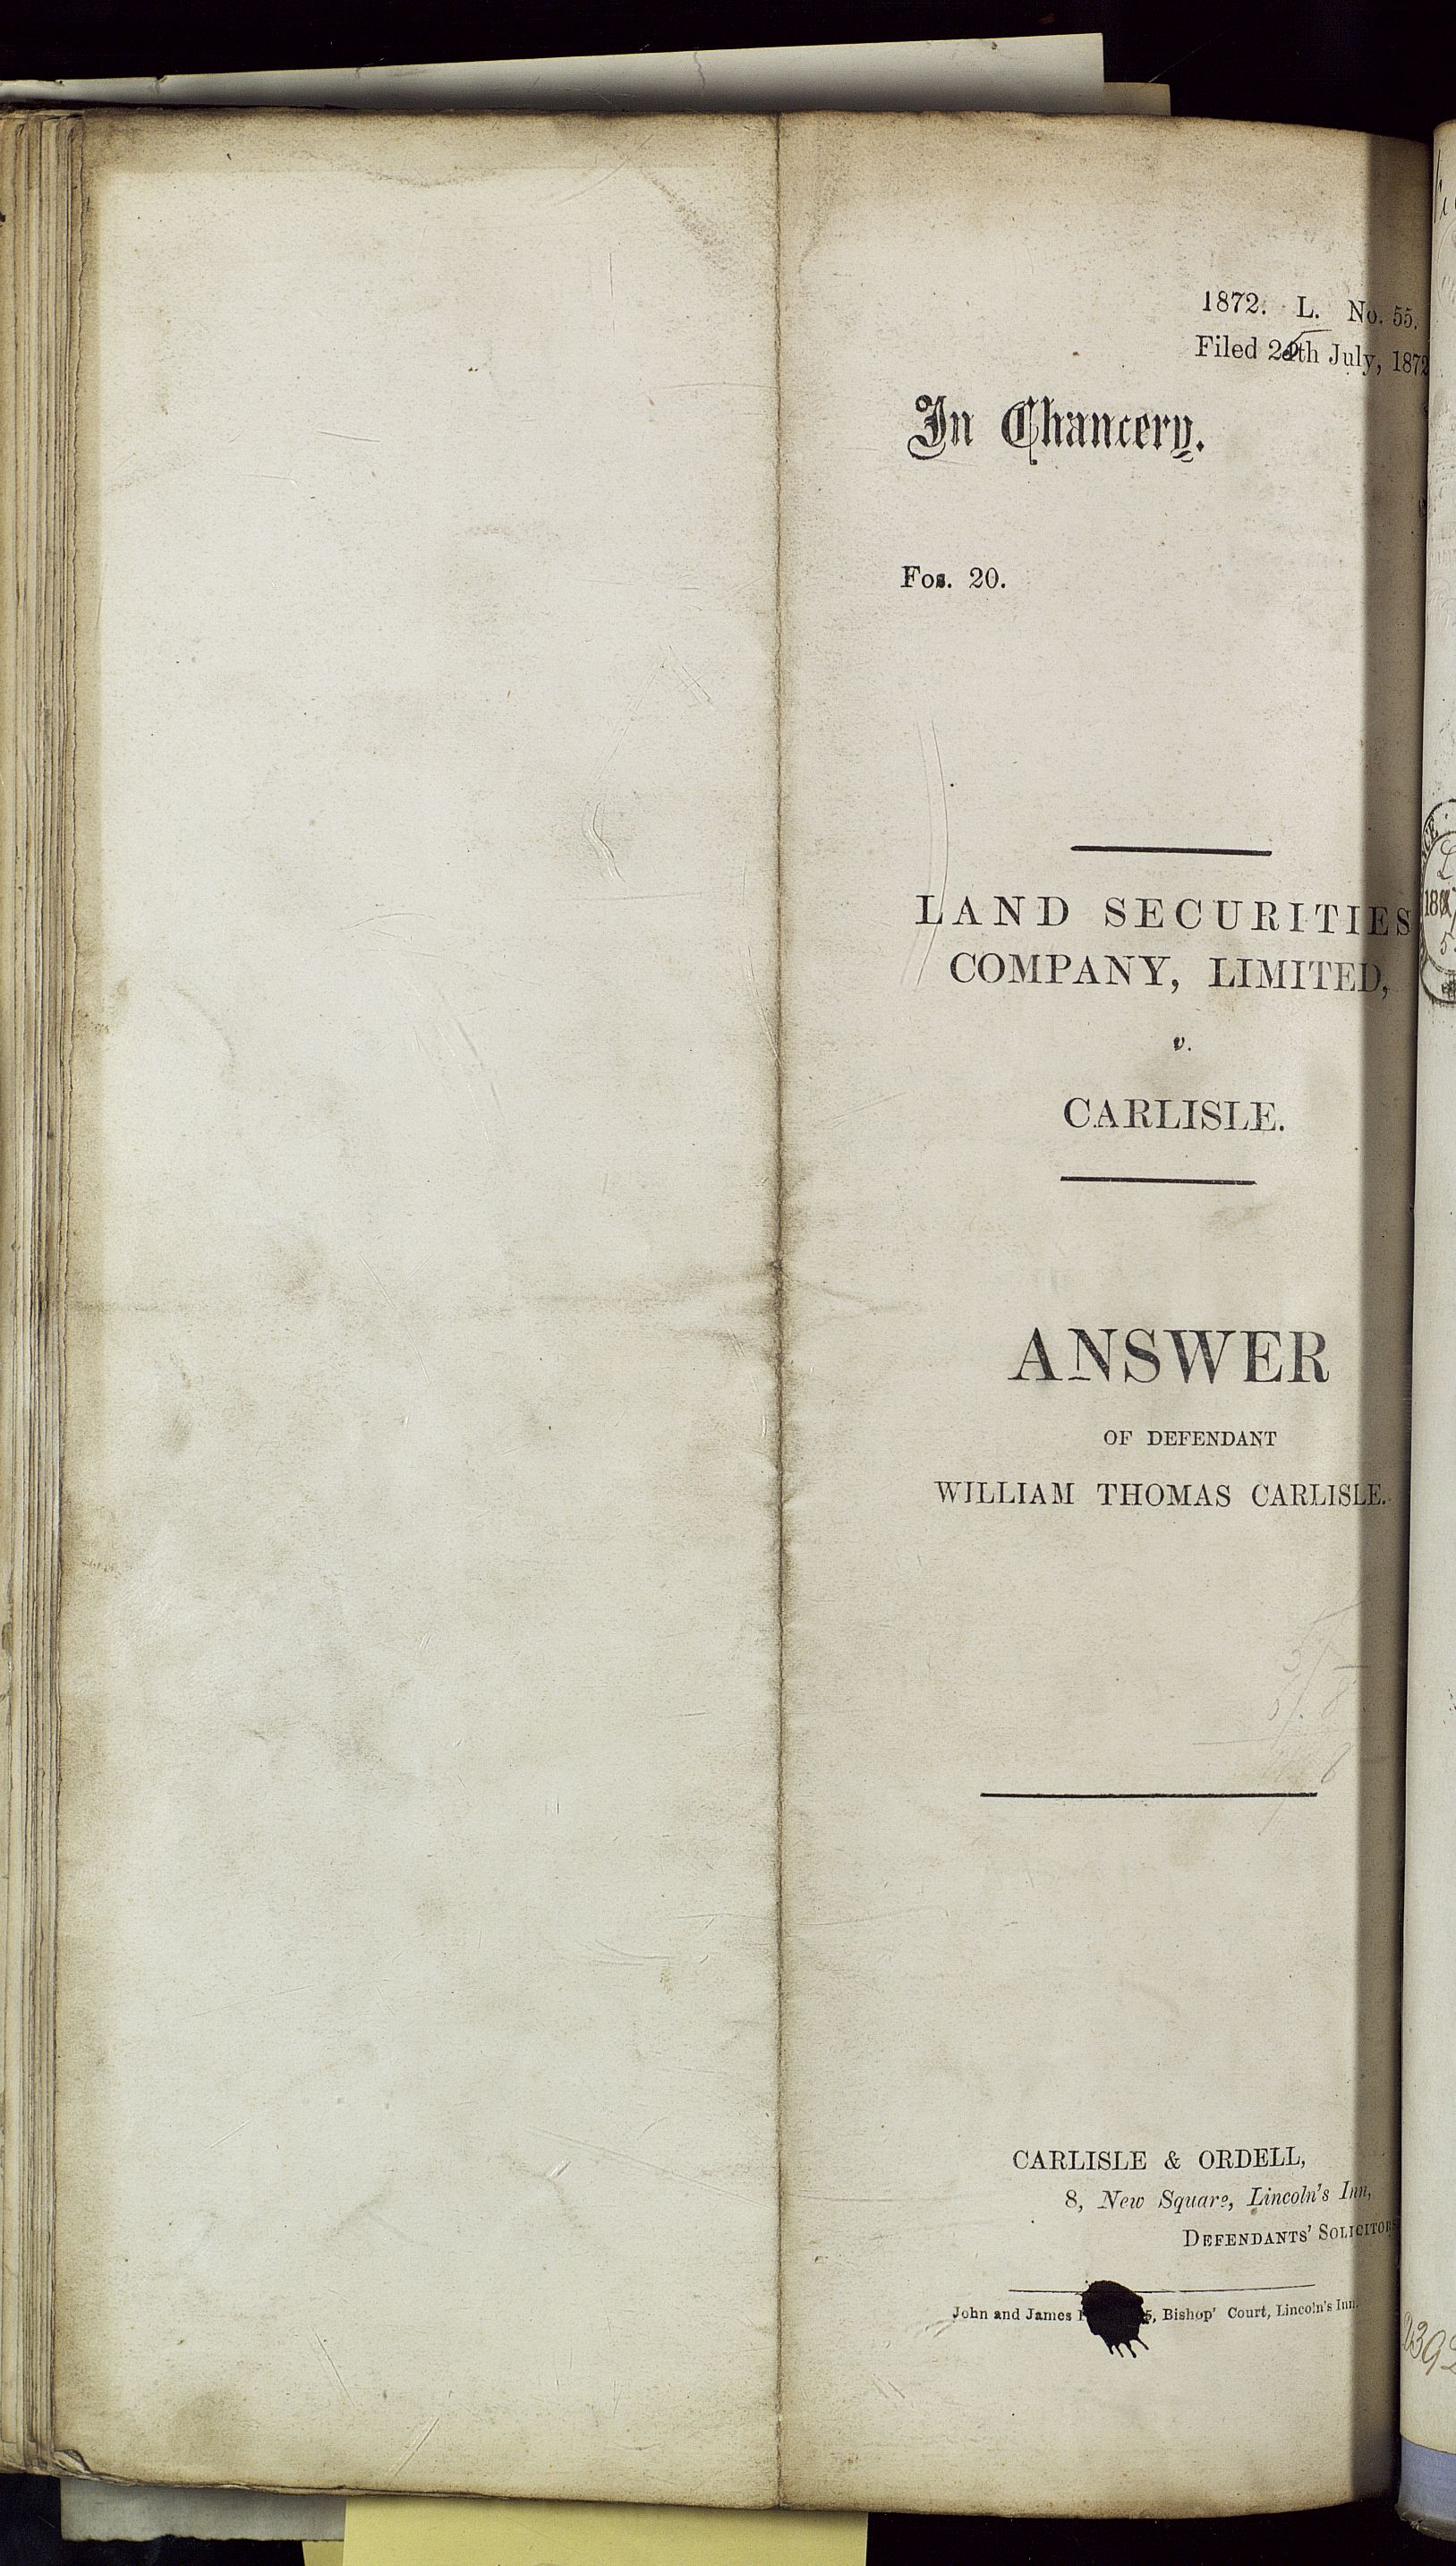 1872. L. No. 55.
Filed 25th July, 1872
In Chancery.
Fos. 20.
LAND SECURITIES
COMPANY, LIMITED,
v.
CARLISLE.
ANSWER
OF DEFENDANT
WILLIAM THOMAS CARLISLE.
CARLISLE & ORDELL,
8, New Square, Lincoln's Inn,
DEFENDANTS' SOLICITORS
John and James 5, Bishop' Court, Lincoln's Inn.